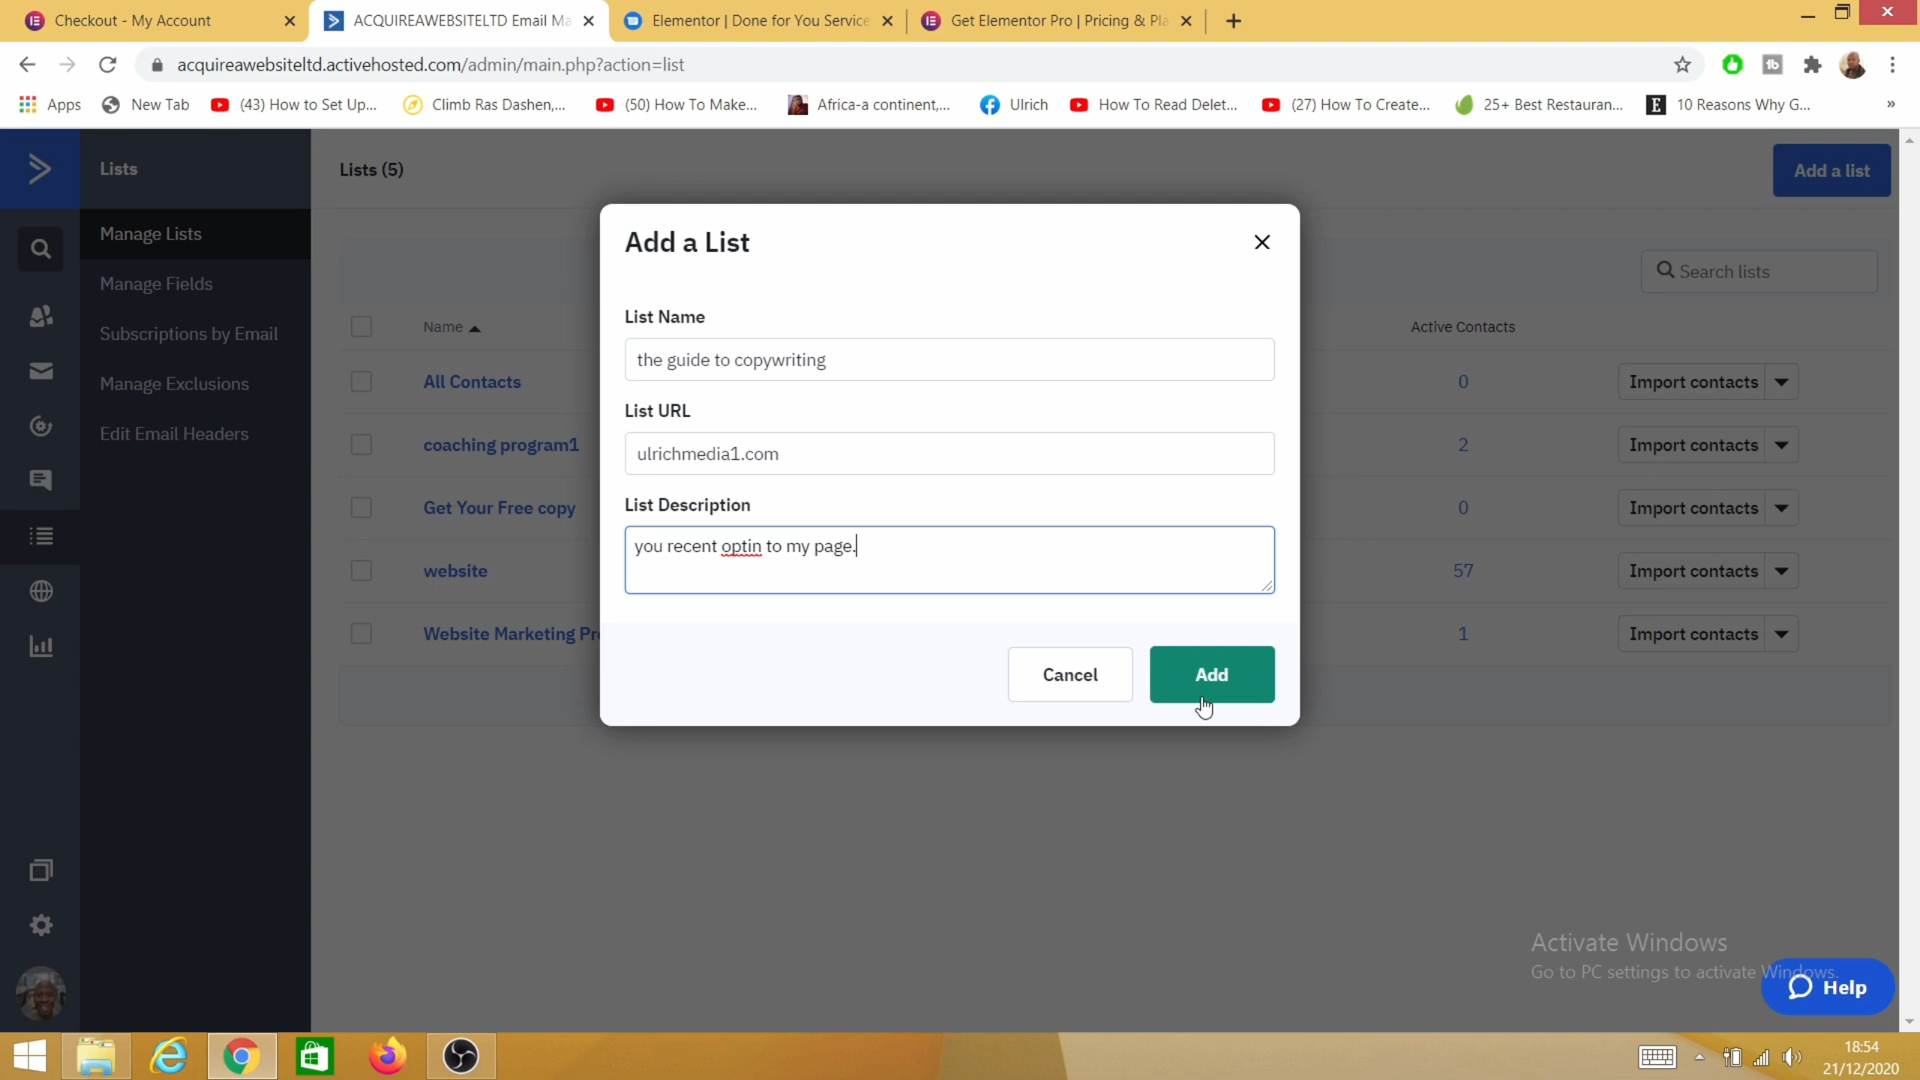 Checkout - My Account
ACQUIREAWEBSITELTD Email Ma
Elementor | Done for You Service
Get Elementor Pro | Pricing & Pla
acquireawebsiteltd.activehosted.com/admin/main.php?action=list
Apps
New Tab
(43) How to Set Up...
Climb Ras Dashen,...
(50) How To Make...
Africa-a continent,...
Ulrich
How To Read Delet...
(27) How To Create...
25+ Best Restauran...
10 Reasons Why G...
Lists
Lists (5)
Add a list
Manage Lists
Manage Fields
Subscriptions by Email
Manage Exclusions
Edit Email Headers
Search lists
Name
Active Contacts
All Contacts
0
Import contacts
coaching program1
2
Import contacts
Get Your Free copy
0
Import contacts
website
57
Import contacts
Website Marketing Pr
1
Import contacts
Add a List
List Name
the guide to copywriting
List URL
ulrichmedia1.com
List Description
you recent optin to my page.
Cancel
Add
Activate Windows
Go to PC settings to activate Windows.
Help
18:54
21/12/2020